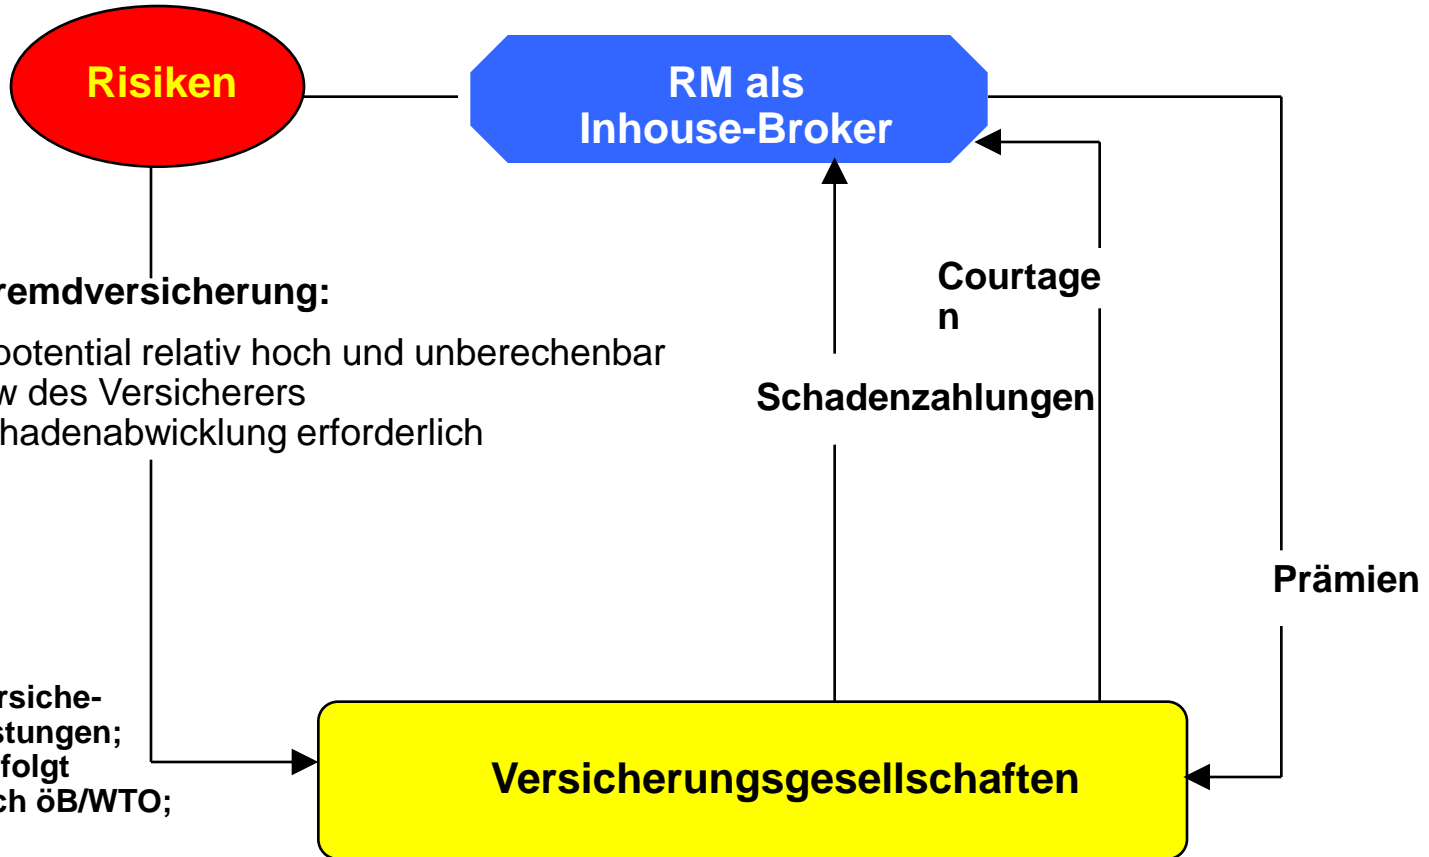 Risiken
RM als
Inhouse-Broker
remdversicherung:
potential relativ hoch und unberechenbar
w des Versicherers
hadenabwicklung erforderlich
Courtage
n
Schadenzahlungen
Prämien
rsiche-
stungen;
folgt
ch öB/WTO;
Versicherungsgesellschaften